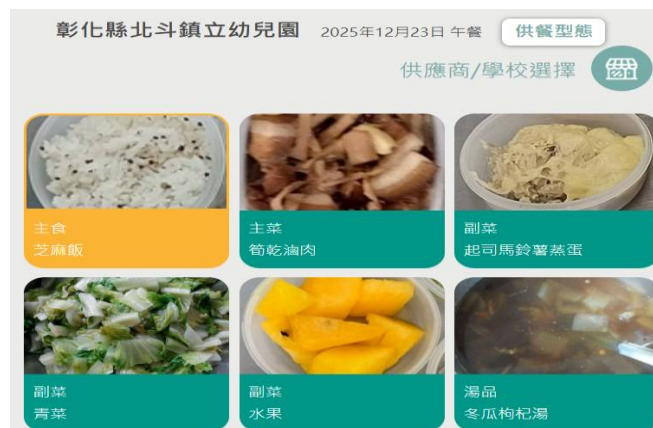 彰化縣北斗鎮立幼兒園 2025年12月23日 午餐 供餐型態
供應商/學校選擇
主食
芝麻飯
主菜
筍乾滷肉
副菜
起司馬鈴薯蒸蛋
副菜
青菜
副菜
水果
湯品
冬瓜枸杞湯